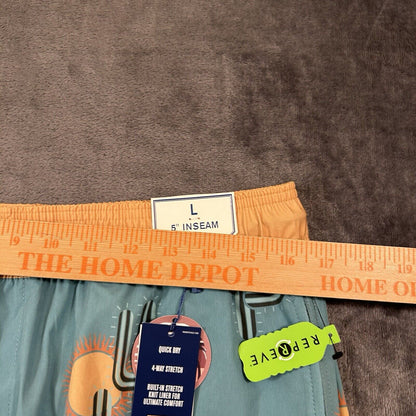 L
5" INSEAM
9 10 11 12 13 14 15 16 17 18 19
THE HOME DEPOT
HOME
QUICK DRY
4-WAY STRETCH
BUILT-IN STRETCH
KNIT LINER FOR
ULTIMATE COMFORT
REPREVE